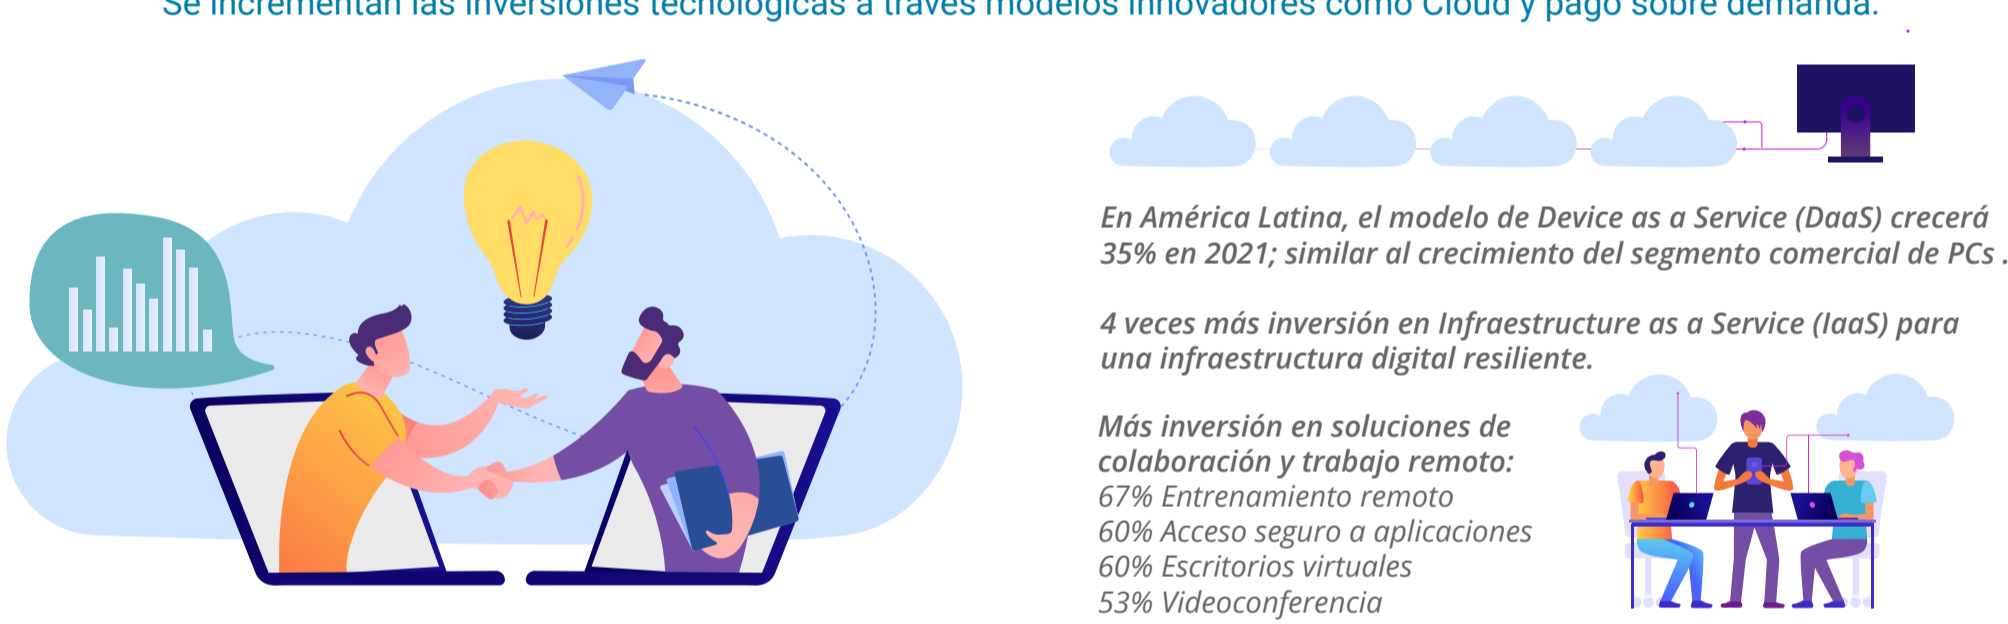 Se incrementan las inversiones tecnológicas a través modelos innovadores como Cloud y pago sobre demanda.
En América Latina, el modelo de Device as a Service (DaaS) crecerá
35% en 2021; similar al crecimiento del segmento comercial de PCs .
4 veces más inversión en Infraestructure as a Service (IaaS) para
una infraestructura digital resiliente.
Más inversión en soluciones de
colaboración y trabajo remoto:
67% Entrenamiento remoto
60% Acceso seguro a aplicaciones
60% Escritorios virtuales
53% Videoconferencia